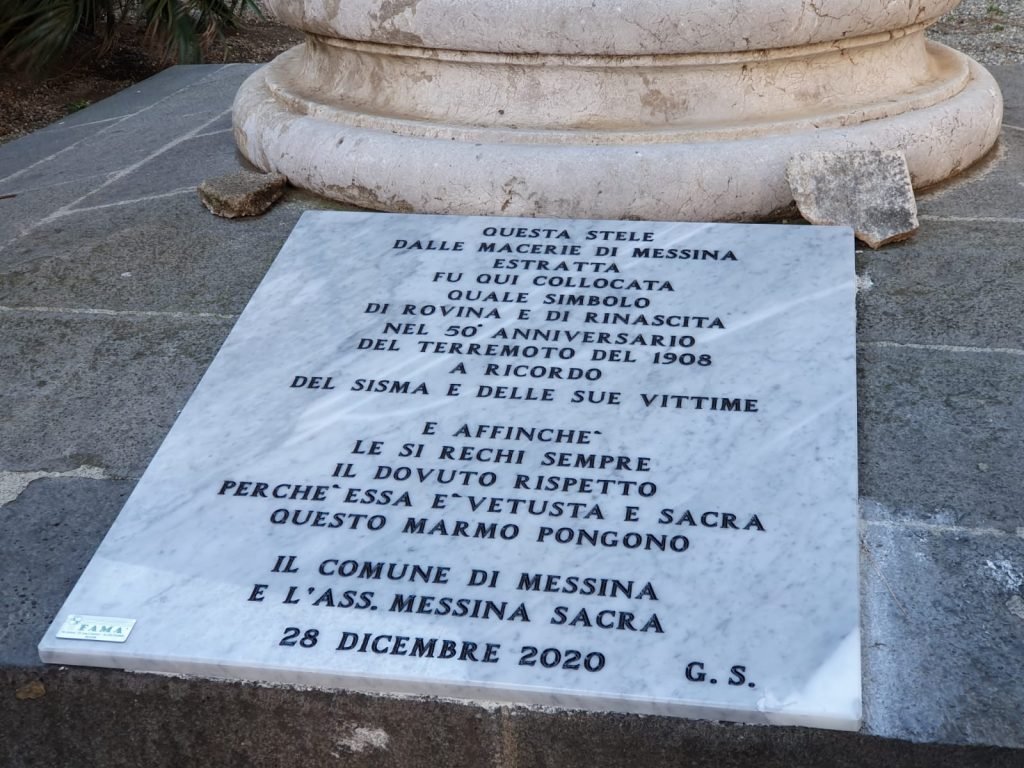 QUESTA STELE
DALLE MACERIE DI MESSINA
ESTRATTA
FU QUI COLLOCATA
QUALE SIMBOLO
DI ROVINA E DI RINASCITA
NEL 50° ANNIVERSARIO
DEL TERREMOTO DEL 1908
A RICORDO
DEL SISMA E DELLE SUE VITTIME
E AFFINCHE`
LE SI RECHI SEMPRE
IL DOVUTO RISPETTO
PERCHE` ESSA E` VETUSTA E SACRA
QUESTO MARMO PONGONO
IL COMUNE DI MESSINA
E L'ASS. MESSINA SACRA
28 DICEMBRE 2020
G. S.
FAMA